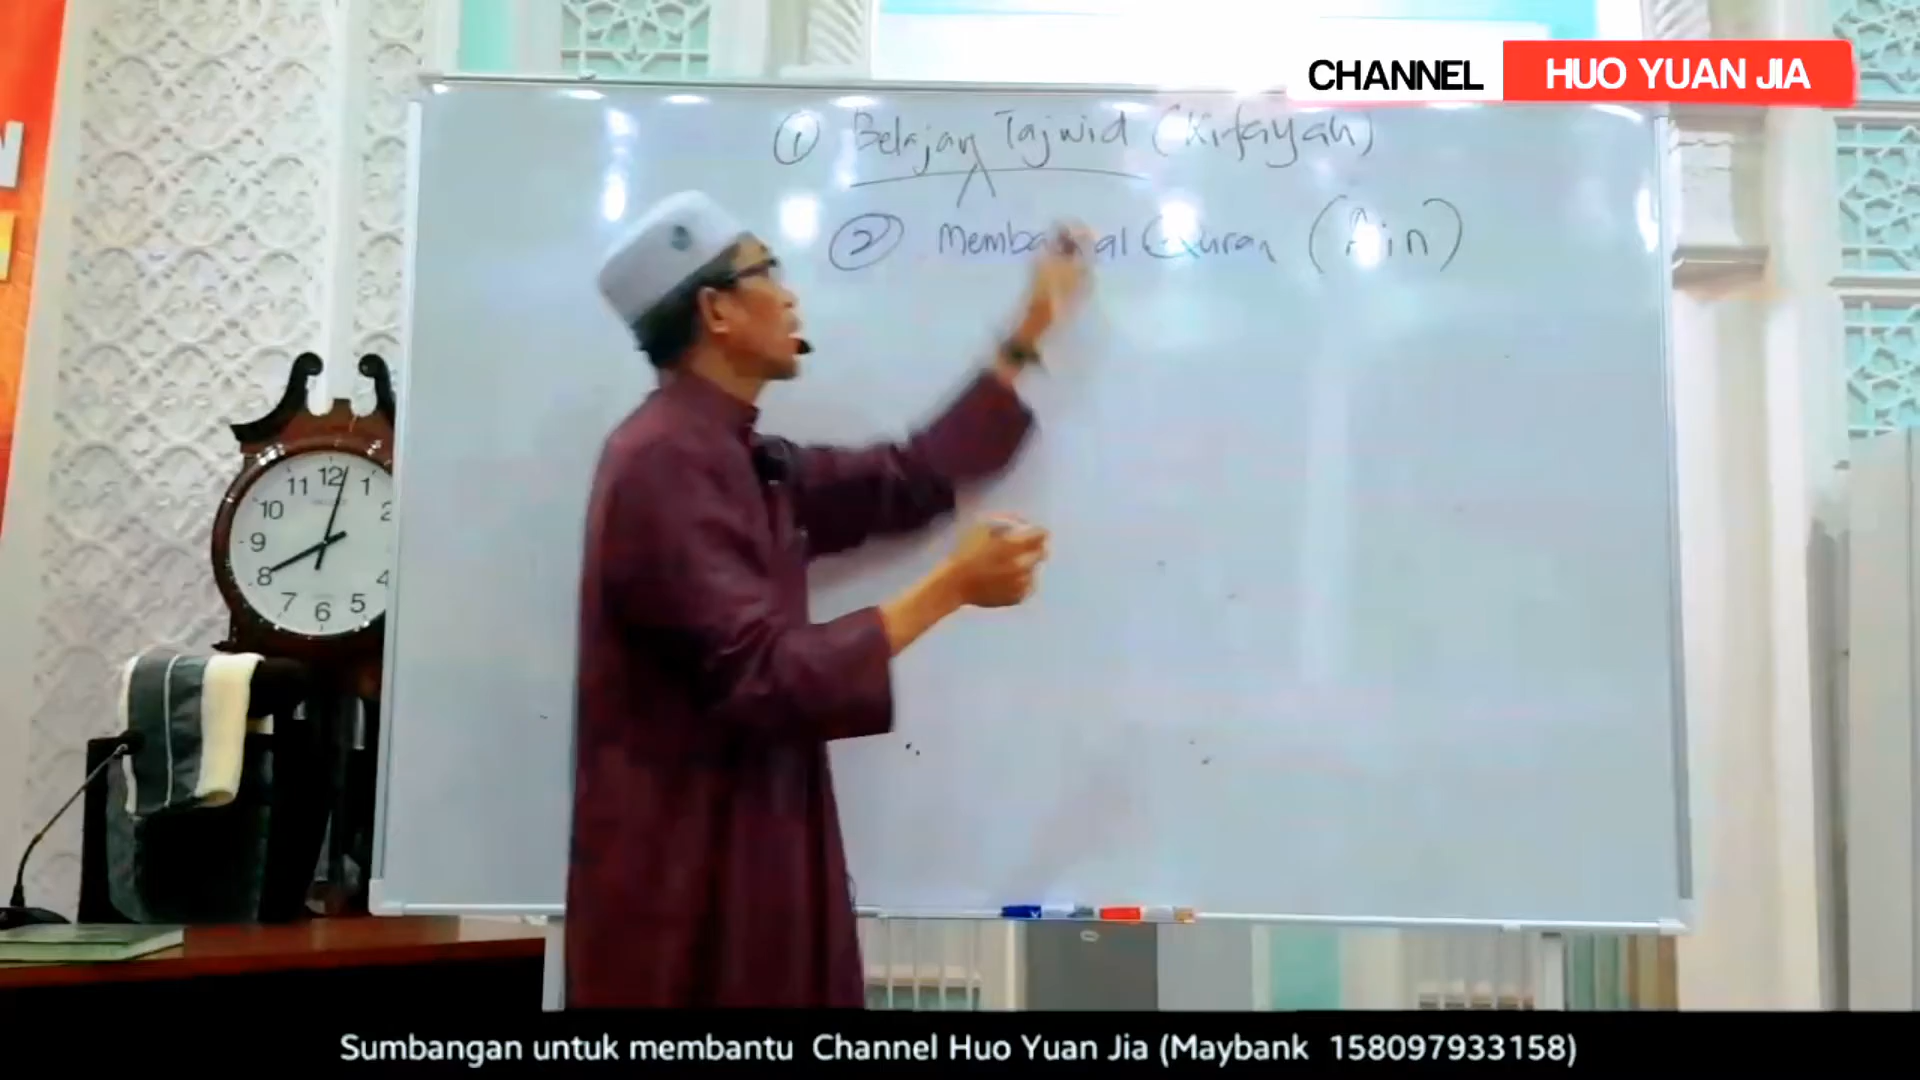 CHANNEL HUO YUAN JIA
① Belajar Tajwid (Kifayah)
② Membaca al Quran (Ain)
N
12
11 1
10 2
9
8 4
7 6 5
Sumbangan untuk membantu Channel Huo Yuan Jia (Maybank 158097933158)